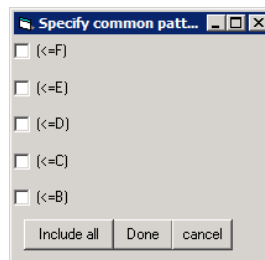 Specify common patt...
(<=F)
(<=E)
(<=D)
(<=C)
(<=B)
Include all Done cancel